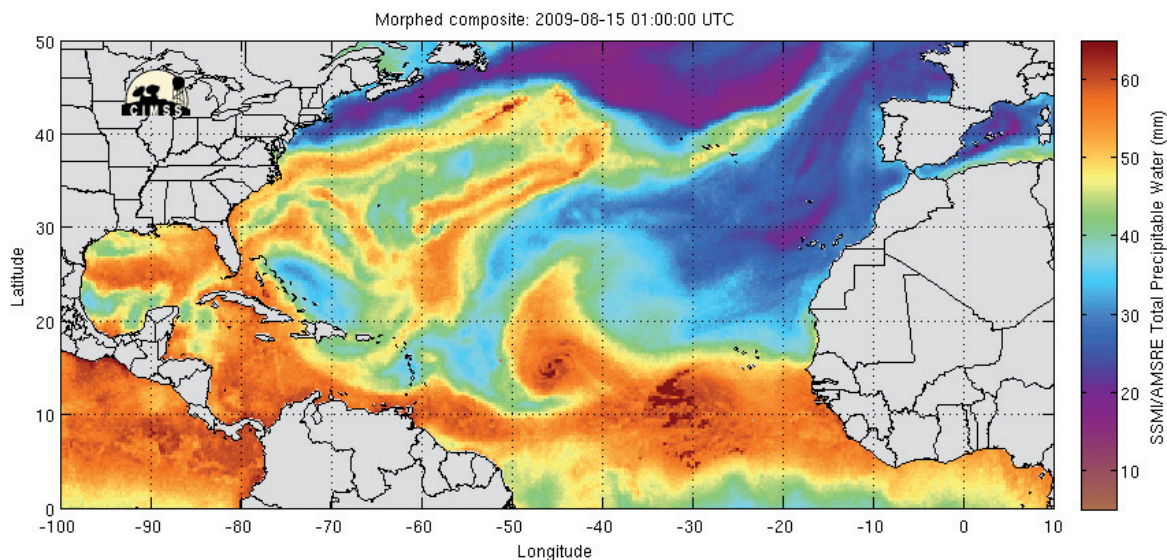 Morphed composite: 2009-08-15 01:00:00 UTC
50
40
30
20
10
0
Latitude
CIMSS
-100 -90 -80 -70 -60 -50 -40 -30 -20 -10 0 10
Longitude
60
50
40
30
20
10
SSMI/AMSRE Total Precipitable Water (mm)